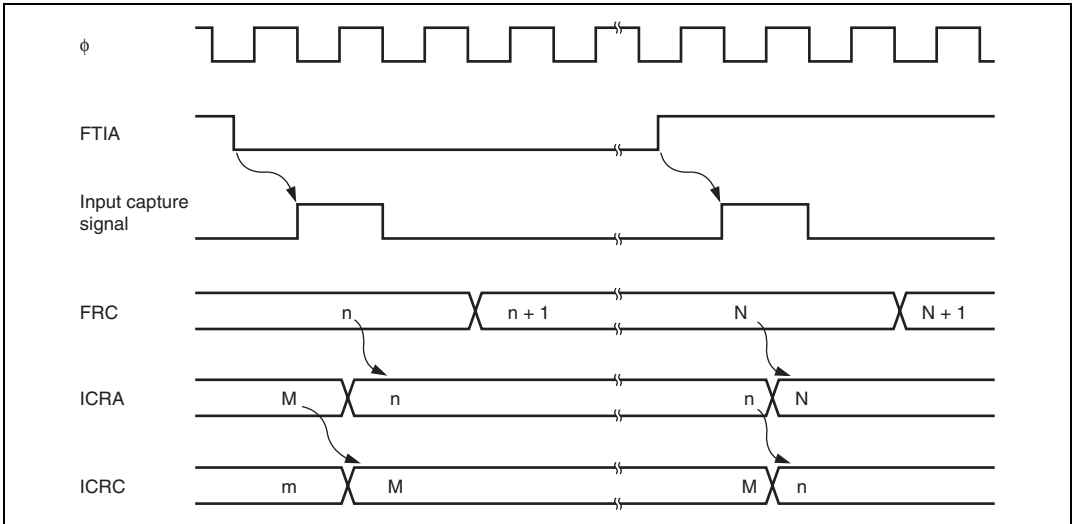 ϕ
FTIA
Input capture
signal
FRC n n + 1 N N + 1
ICRA M n n N
ICRC m M M n